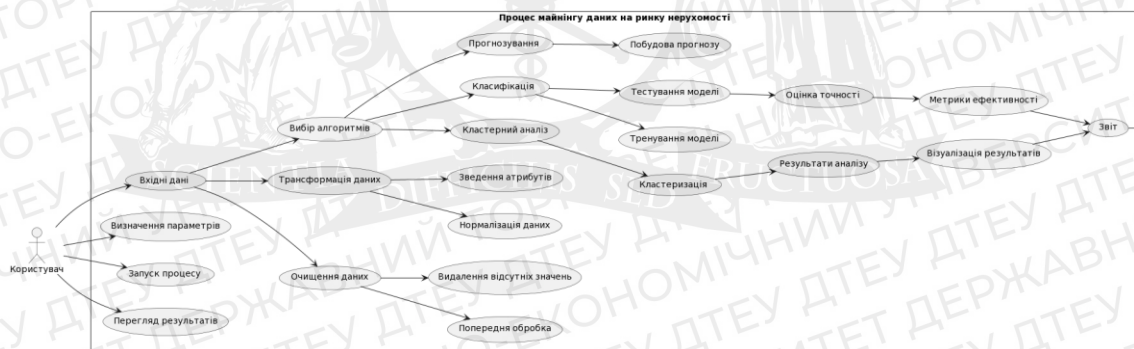 Процес майнінгу даних на ринку нерухомості
Прогнозування
Побудова прогнозу
Класифікація
Тестування моделі
Оцінка точності
Метрики ефективності
Вибір алгоритмів
Кластерний аналіз
Тренування моделі
Звіт
Візуалізація результатів
Результати аналізу
Вхідні дані
Трансформація даних
Зведення атрибутів
Кластеризація
Визначення параметрів
Нормалізація даних
Користувач
Запуск процесу
Очищення даних
Видалення відсутніх значень
Перегляд результатів
Попередня обробка